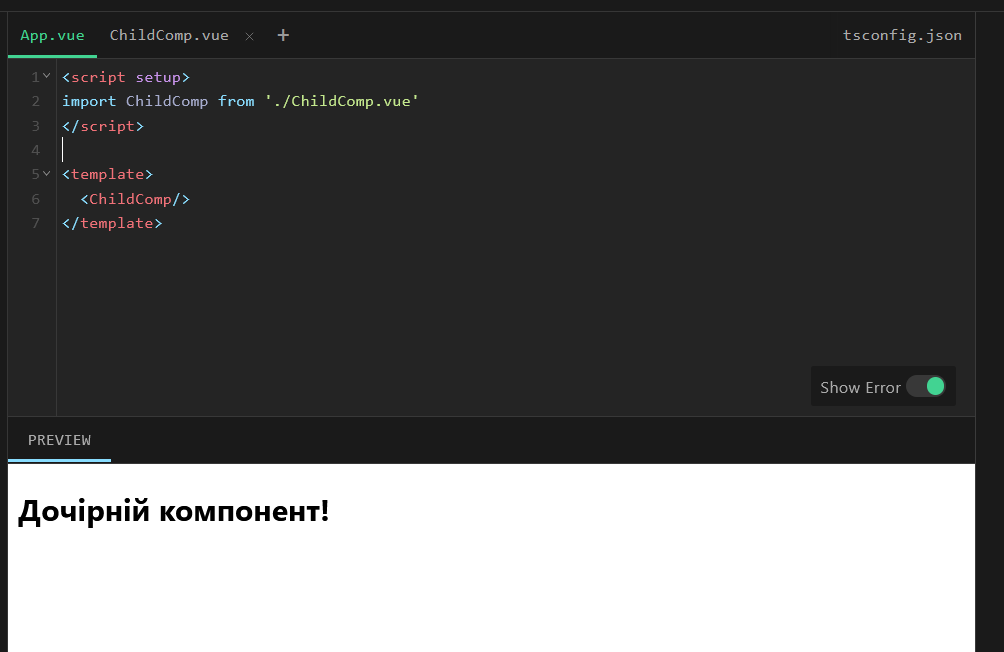 App.vue ChildComp.vue × + tsconfig.json
1 <script setup>
2 import ChildComp from './ChildComp.vue'
3 </script>
4
5 <template>
6   <ChildComp/>
7 </template>
Show Error
PREVIEW
Дочірній компонент!